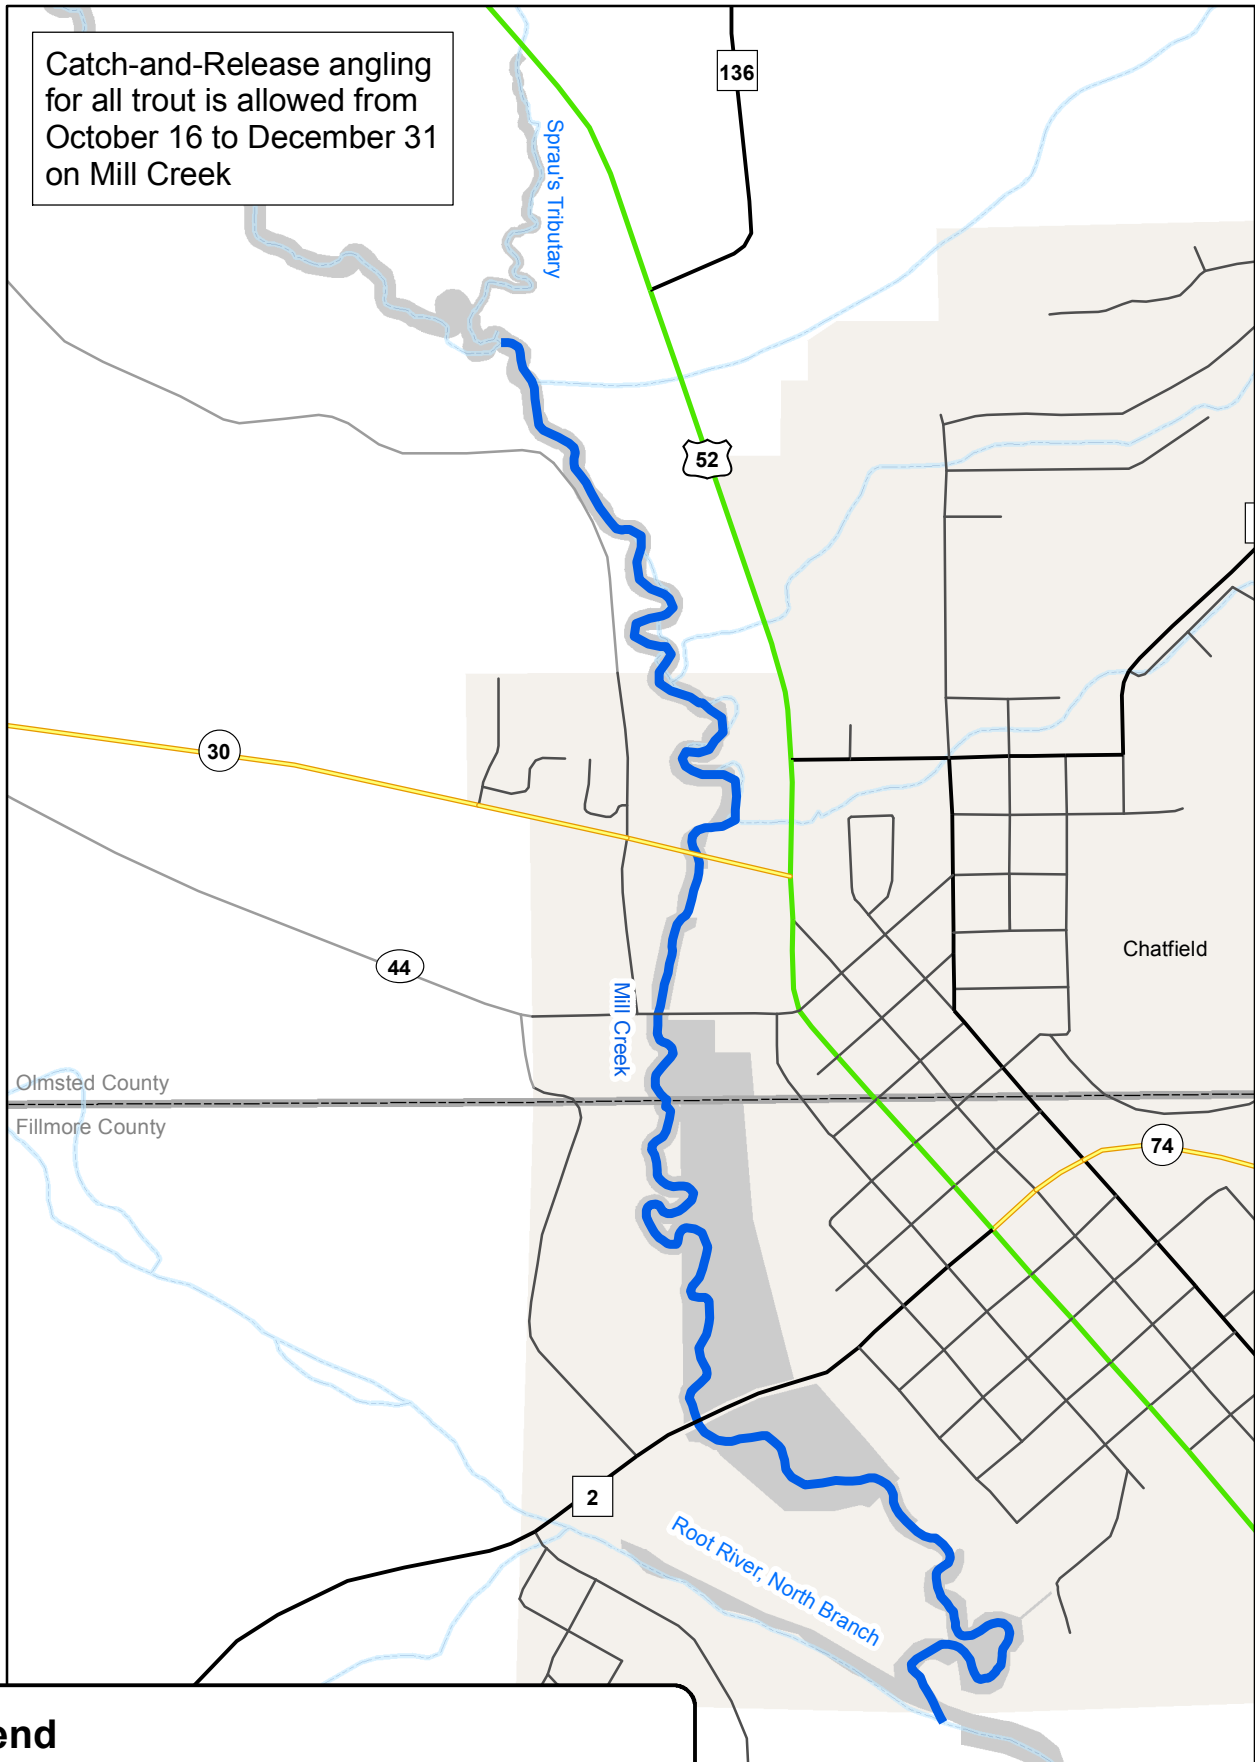 Catch-and-Release angling
for all trout is allowed from
October 16 to December 31
on Mill Creek
136
Sprau's Tributary
52
30
44
Chatfield
Mill Creek
Olmsted County
Fillmore County
74
2
Root River, North Branch
end